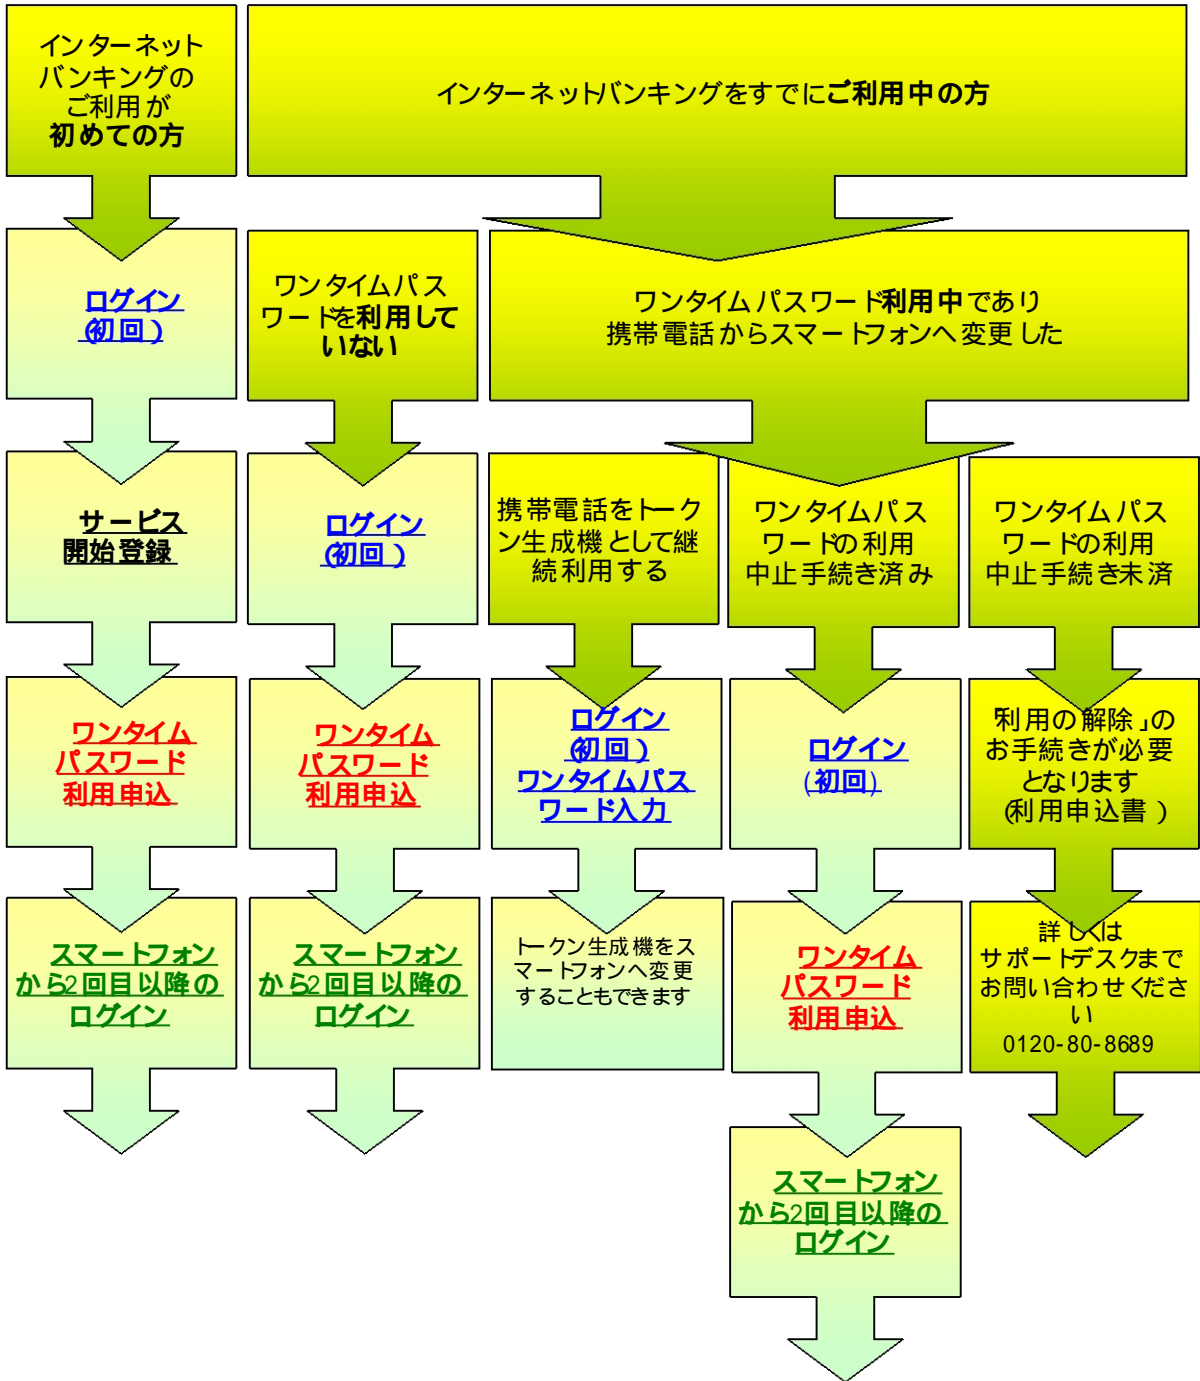 インターネット
バンキングの
ご利用が
初めての方
インターネットバンキングをすでにご利用中の方
ログイン
(初回)
ワンタイムパス
ワードを利用して
いない
ワンタイムパスワード利用中であり
携帯電話からスマートフォンへ変更した
サービス
開始登録
ログイン
(初回)
携帯電話をトーク
ン生成機として継
続利用する
ワンタイムパス
ワードの利用
中止手続き済み
ワンタイムパス
ワードの利用
中止手続き未済
ワンタイム
パスワード
利用申込
ワンタイム
パスワード
利用申込
ログイン
(初回)
ワンタイムパス
ワード入力
ログイン
(初回)
「利用の解除」の
お手続きが必要
となります
(利用申込書)
スマートフォン
から2回目以降の
ログイン
スマートフォン
から2回目以降の
ログイン
トークン生成機をス
マートフォンへ変更
することもできます
ワンタイム
パスワード
利用申込
詳しくは
サポートデスクまで
お問い合わせくださ
い
0120-80-8689
スマートフォン
から2回目以降の
ログイン